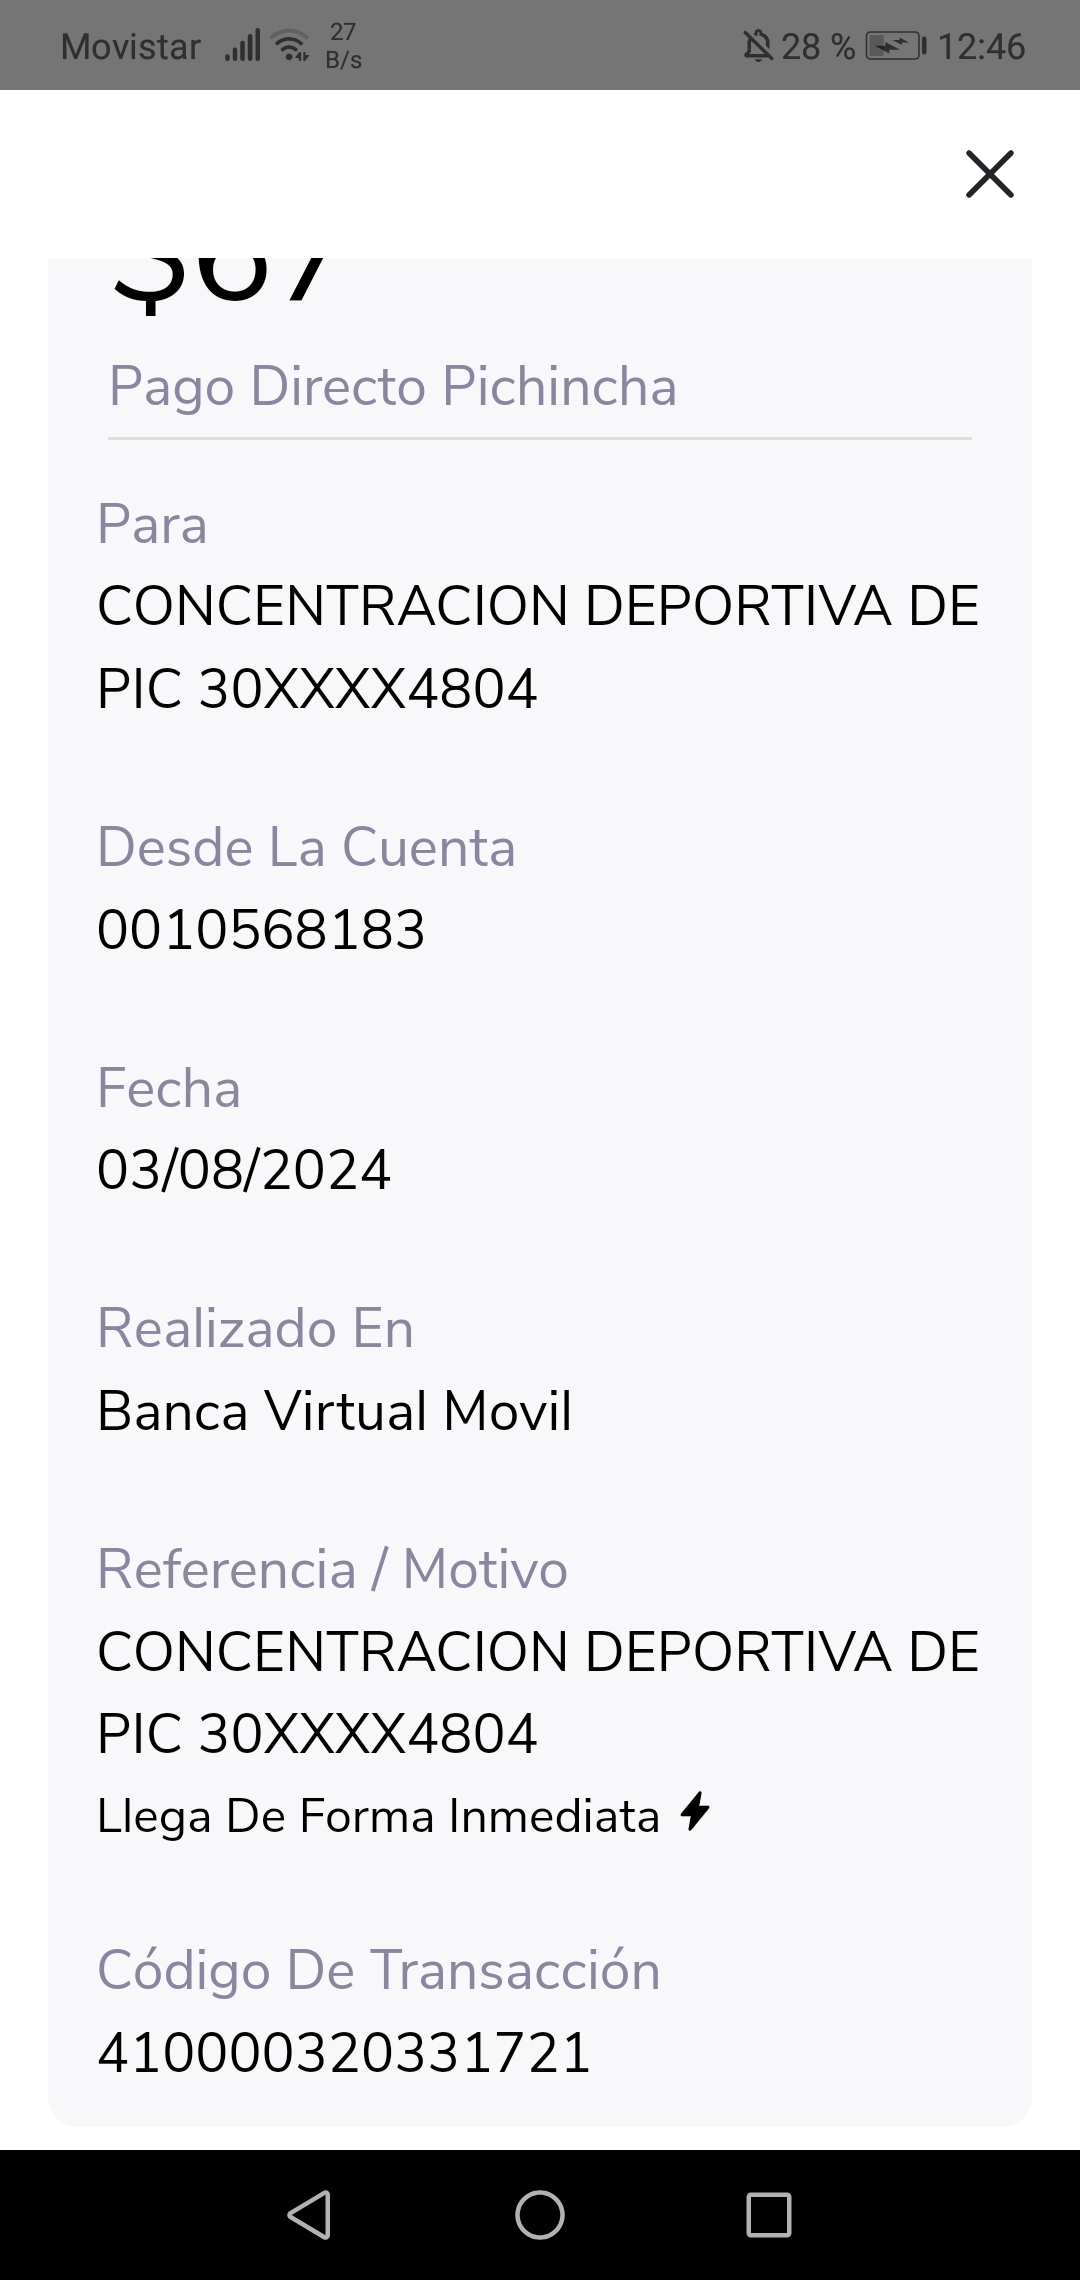 Movistar 27 B/s 28 % 12:46
Pago Directo Pichincha
Para
CONCENTRACION DEPORTIVA DE
PIC 30XXXX4804
Desde La Cuenta
0010568183
Fecha
03/08/2024
Realizado En
Banca Virtual Movil
Referencia / Motivo
CONCENTRACION DEPORTIVA DE
PIC 30XXXX4804
Llega De Forma Inmediata
Código De Transacción
410000320331721